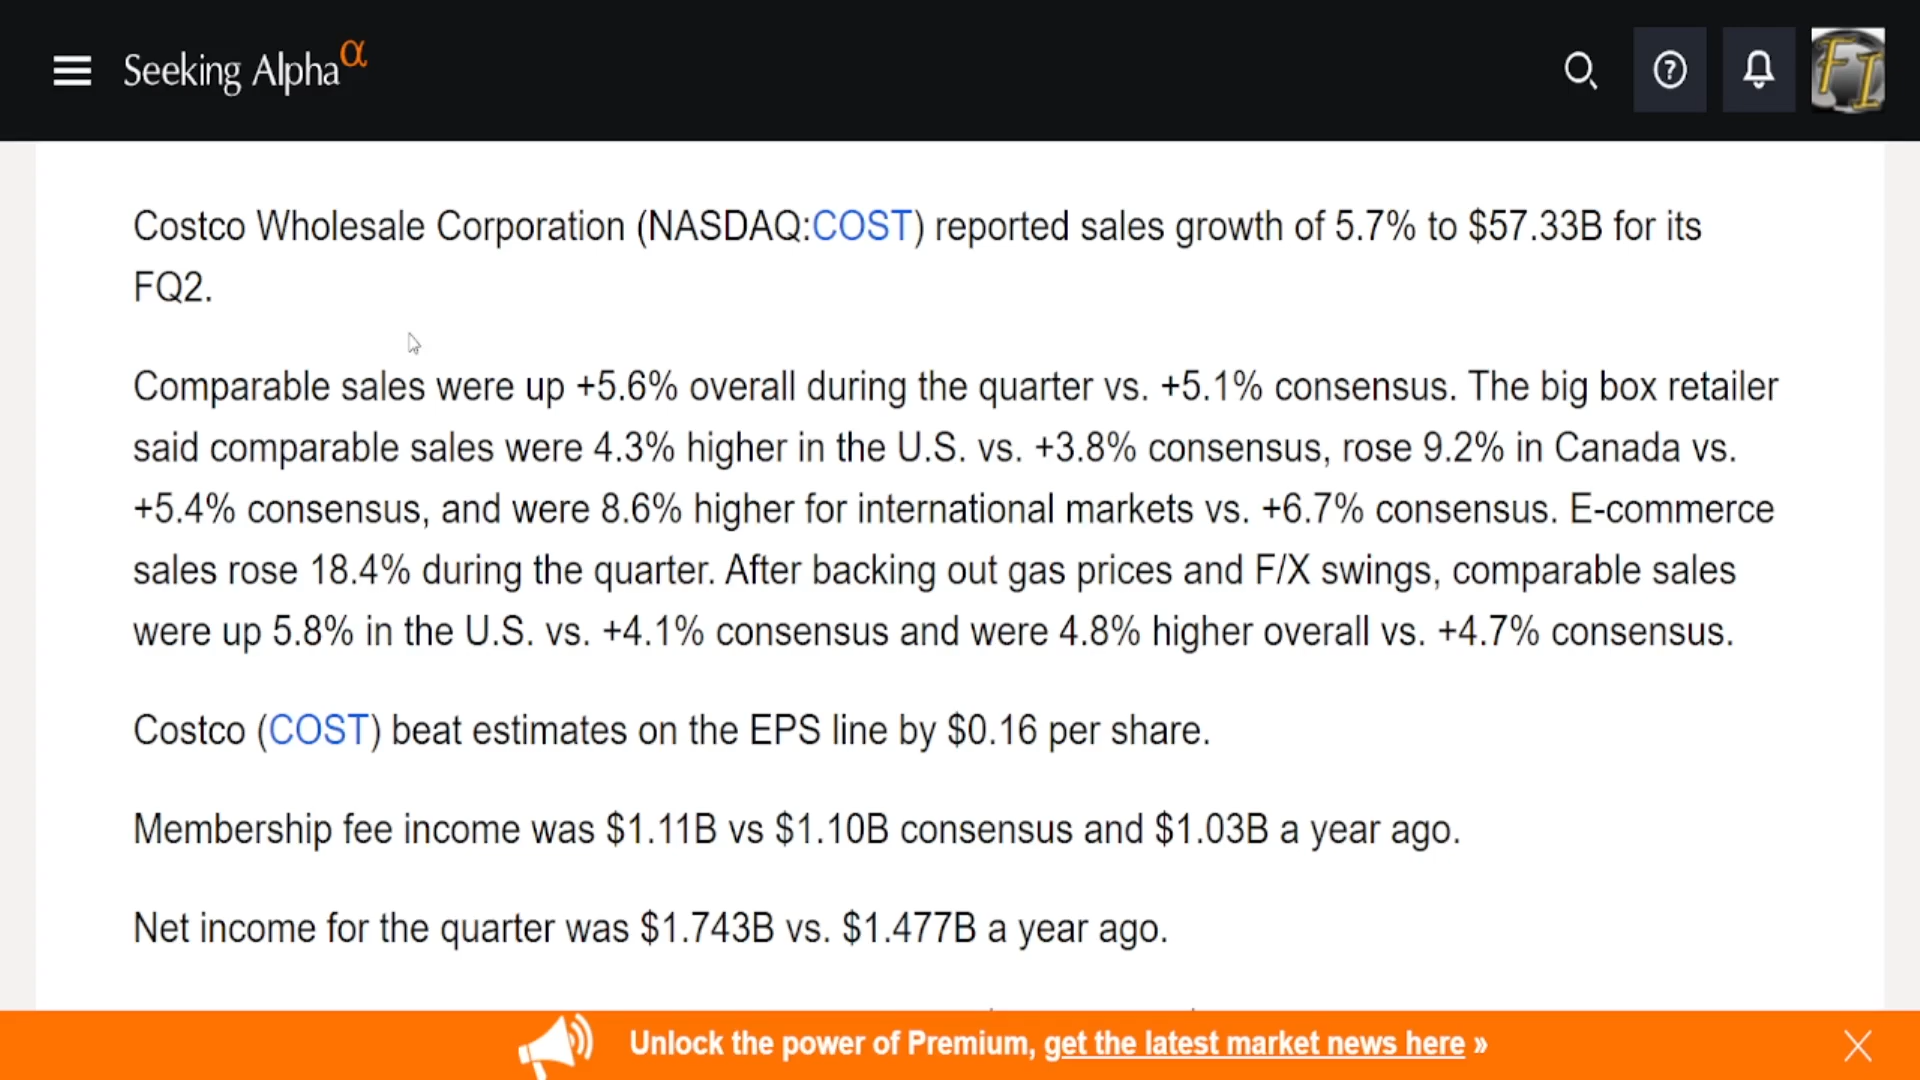 Seeking Alpha α
FI
Costco Wholesale Corporation (NASDAQ:COST) reported sales growth of 5.7% to $57.33B for its
FQ2.
Comparable sales were up +5.6% overall during the quarter vs. +5.1% consensus. The big box retailer
said comparable sales were 4.3% higher in the U.S. vs. +3.8% consensus, rose 9.2% in Canada vs.
+5.4% consensus, and were 8.6% higher for international markets vs. +6.7% consensus. E-commerce
sales rose 18.4% during the quarter. After backing out gas prices and F/X swings, comparable sales
were up 5.8% in the U.S. vs. +4.1% consensus and were 4.8% higher overall vs. +4.7% consensus.
Costco (COST) beat estimates on the EPS line by $0.16 per share.
Membership fee income was $1.11B vs $1.10B consensus and $1.03B a year ago.
Net income for the quarter was $1.743B vs. $1.477B a year ago.
Unlock the power of Premium, get the latest market news here »